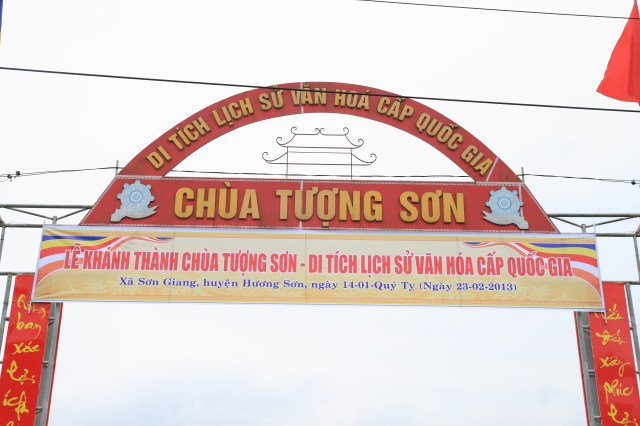 DI TÍCH LỊCH SỬ VĂN HOÁ CẤP QUỐC GIA
CHÙA TƯỢNG SƠN
LỄ KHÁNH THÀNH CHÙA TƯỢNG SƠN - DI TÍCH LỊCH SỬ VĂN HÓA CẤP QUỐC GIA
Xã Sơn Giang, huyện Hương Sơn, ngày 14-01-Quý Tỵ (Ngày 23-02-2013)